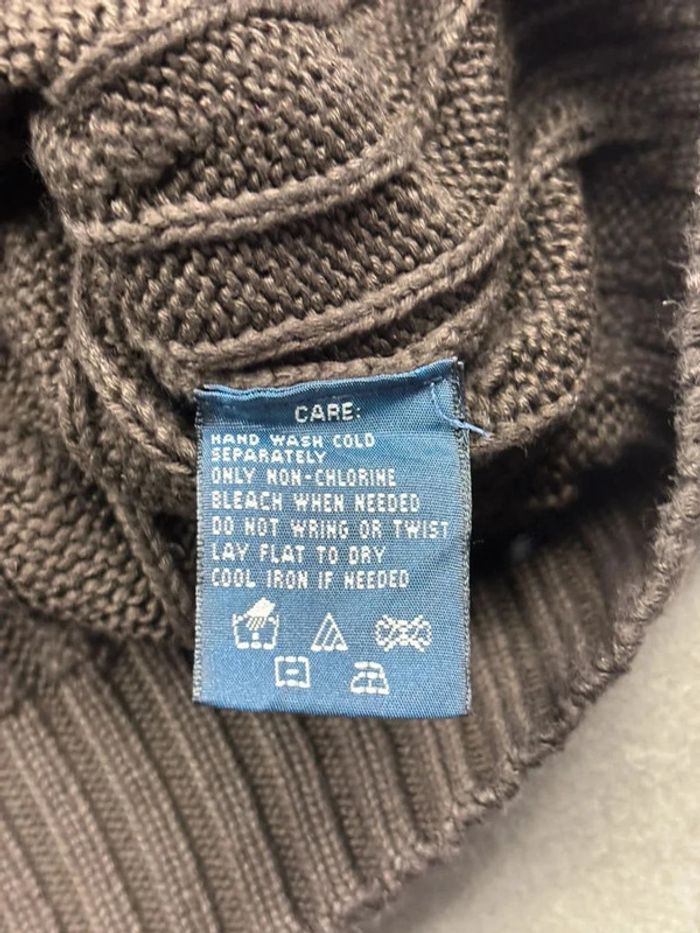 CARE:
HAND WASH COLD
SEPARATELY
ONLY NON-CHLORINE
BLEACH WHEN NEEDED
DO NOT WRING OR TWIST
LAY FLAT TO DRY
COOL IRON IF NEEDED